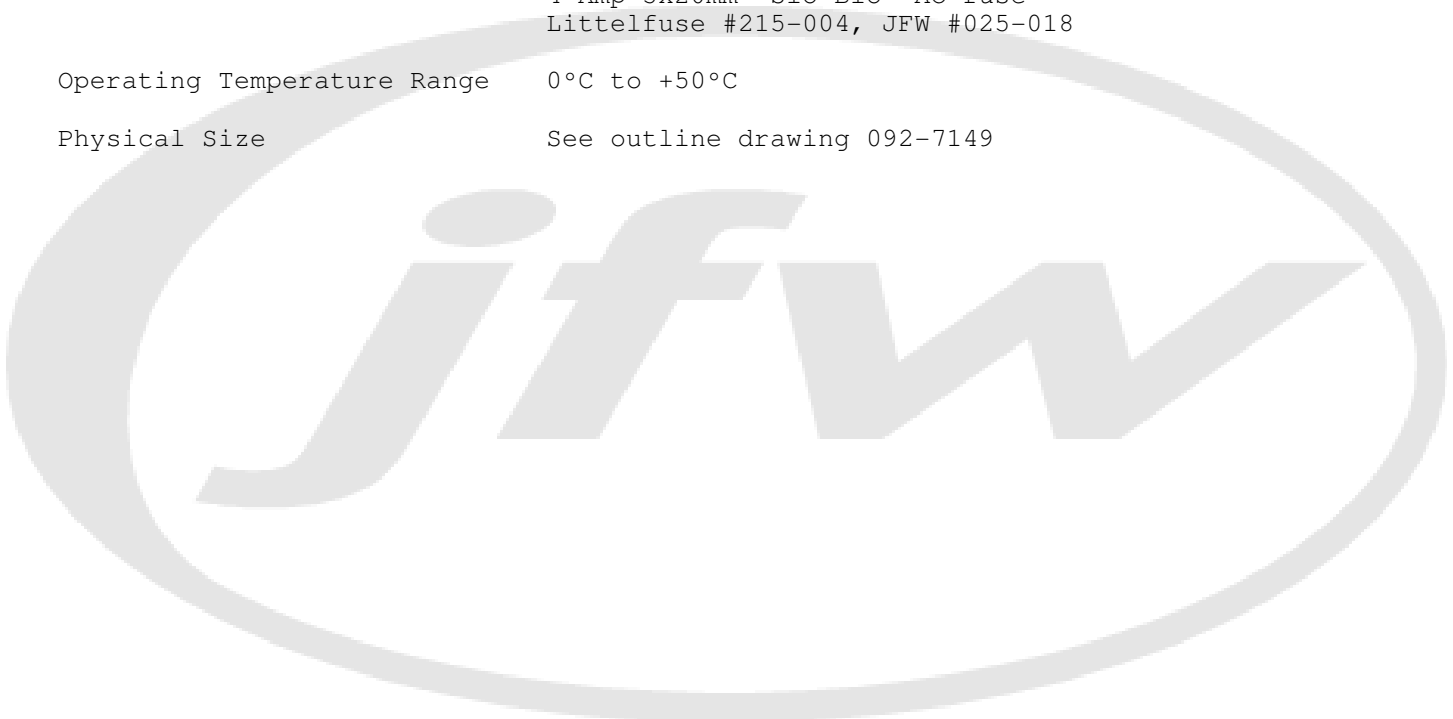 Littelfuse #215-004, JFW #025-018
Operating Temperature Range 0°C to +50°C
Physical Size See outline drawing 092-7149
jfw